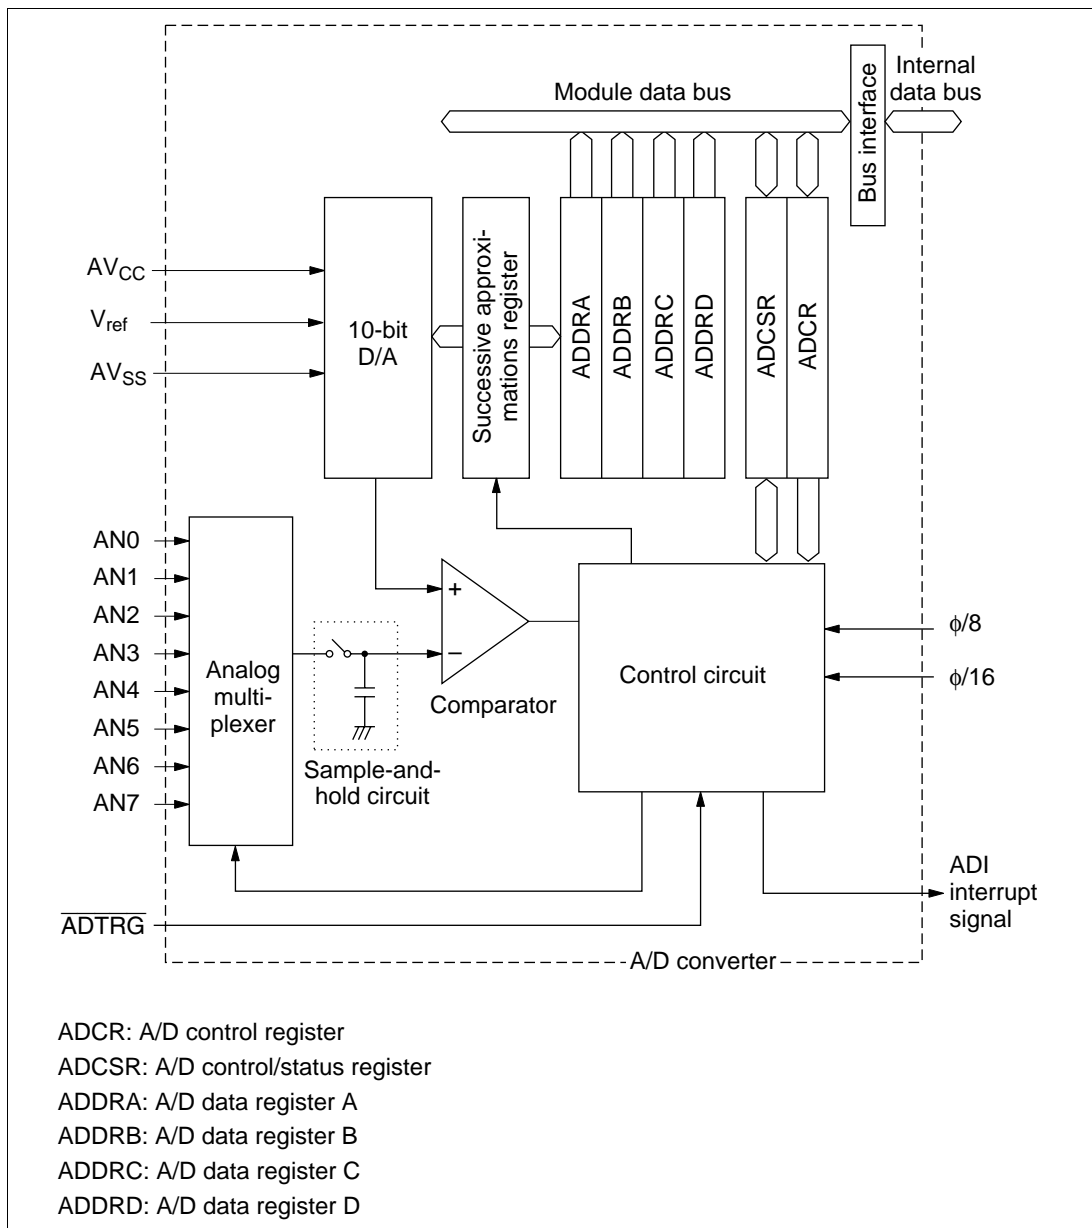 Module data bus
Bus interface
Internal
data bus
AVCC
Vref
AVSS
10-bit
D/A
Successive approxi-
mations register
ADDRA
ADDRB
ADDRC
ADDRD
ADCSR
ADCR
AN0
AN1
AN2
AN3
AN4
AN5
AN6
AN7
Analog
multi-
plexer
Sample-and-
hold circuit
+
−
Comparator
Control circuit
ϕ/8
ϕ/16
ADI
interrupt
signal
ADTRG
A/D converter
ADCR: A/D control register
ADCSR: A/D control/status register
ADDRA: A/D data register A
ADDRB: A/D data register B
ADDRC: A/D data register C
ADDRD: A/D data register D